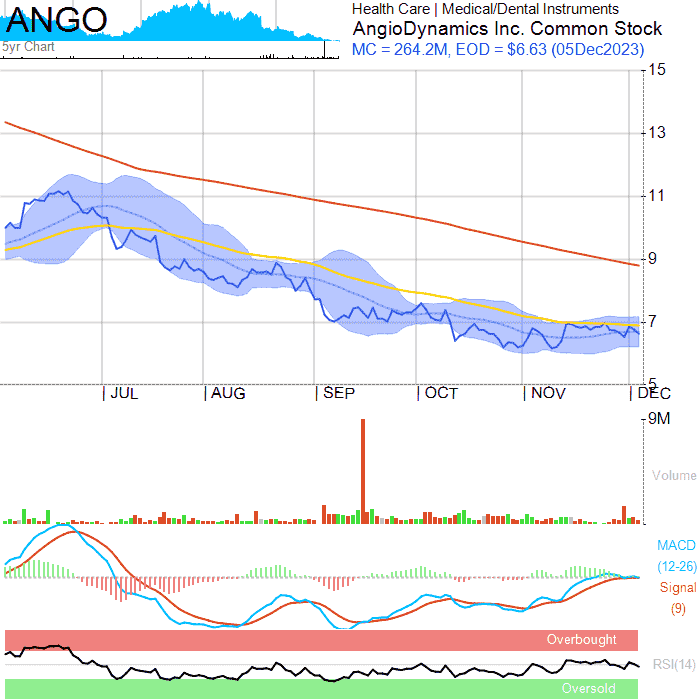 ANGO
5yr Chart
Health Care | Medical/Dental Instruments
AngioDynamics Inc. Common Stock
MC = 264.2M, EOD = $6.63 (05Dec2023)
15
13
11
9
7
5
JUL AUG SEP OCT NOV DEC
9M
Volume
MACD
(12-26)
Signal
(9)
Overbought
RSI(14)
Oversold